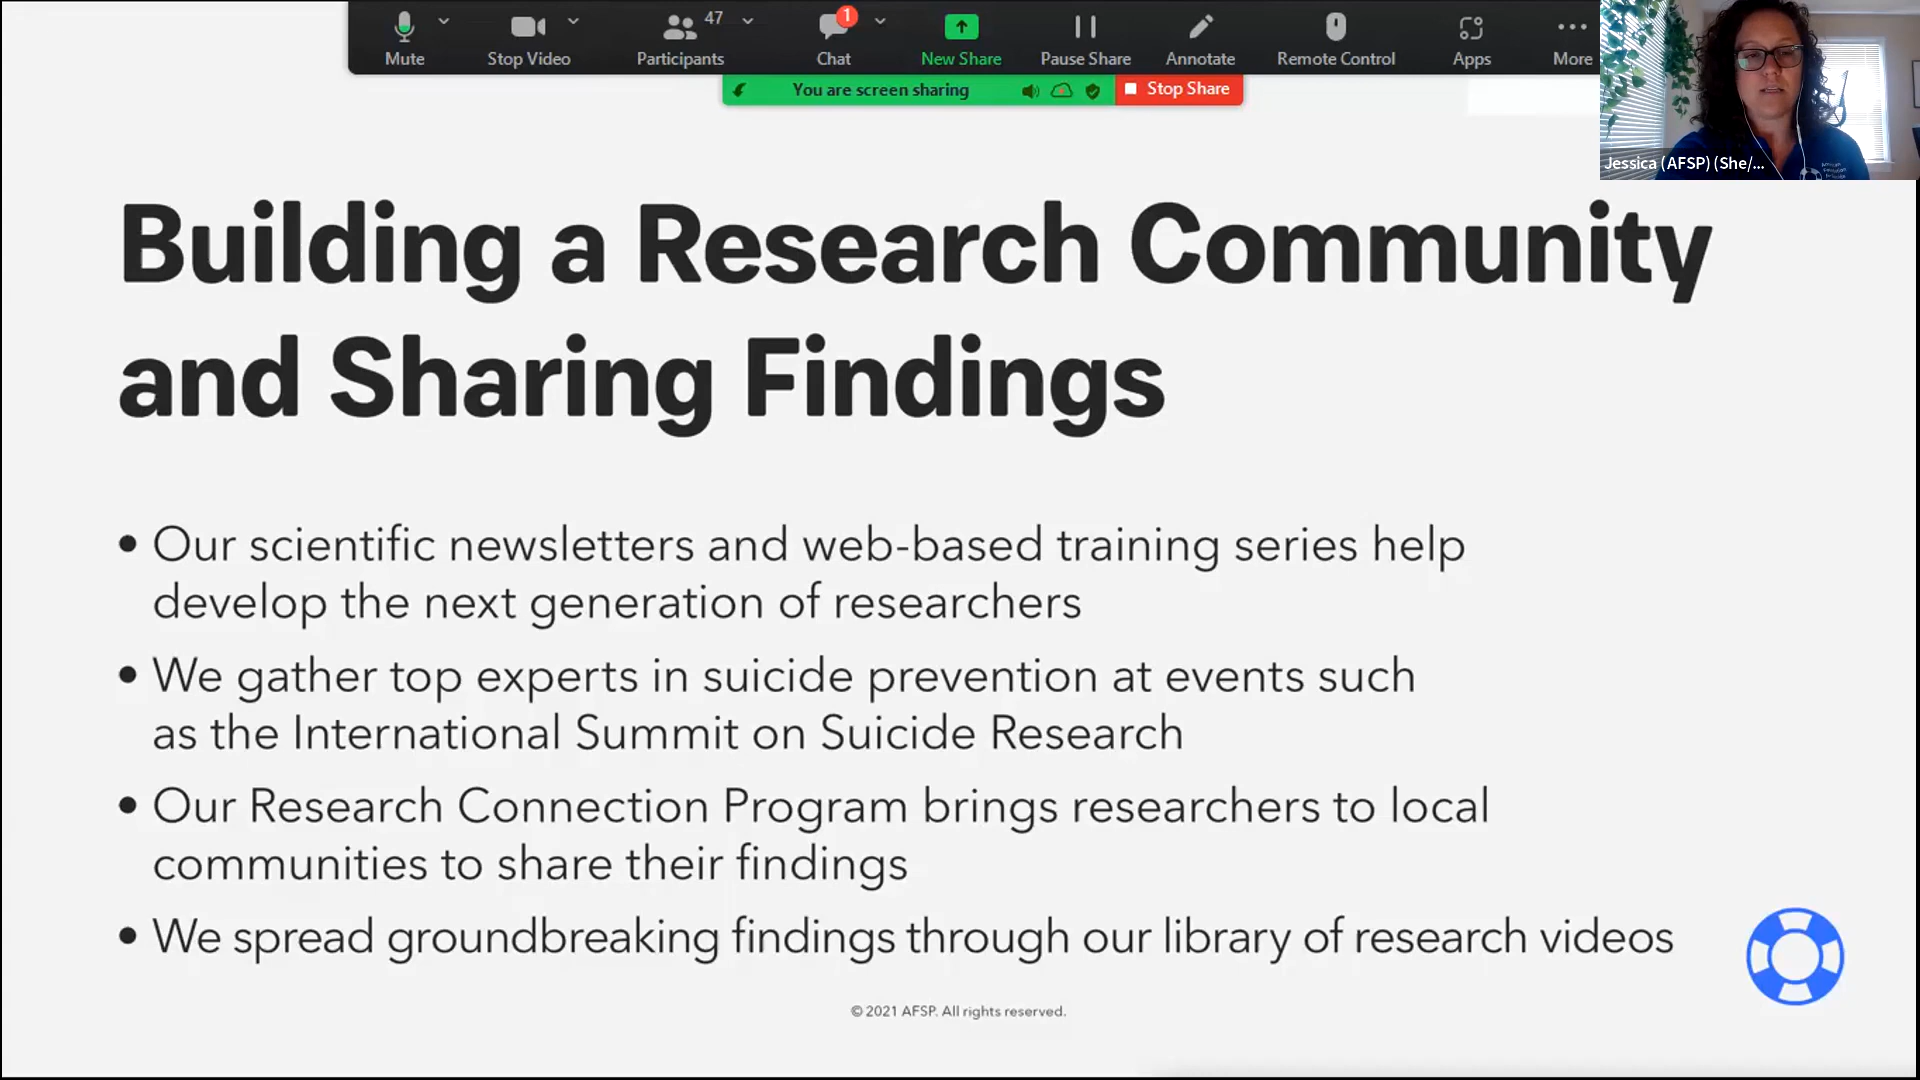 47
1
Mute
Stop Video
Participants
Chat
New Share
Pause Share
Annotate
Remote Control
Apps
More
You are screen sharing
Stop Share
Jessica (AFSP) (She/...
Building a Research Community
and Sharing Findings
• Our scientific newsletters and web-based training series help
develop the next generation of researchers
• We gather top experts in suicide prevention at events such
as the International Summit on Suicide Research
• Our Research Connection Program brings researchers to local
communities to share their findings
• We spread groundbreaking findings through our library of research videos
© 2021 AFSP. All rights reserved.